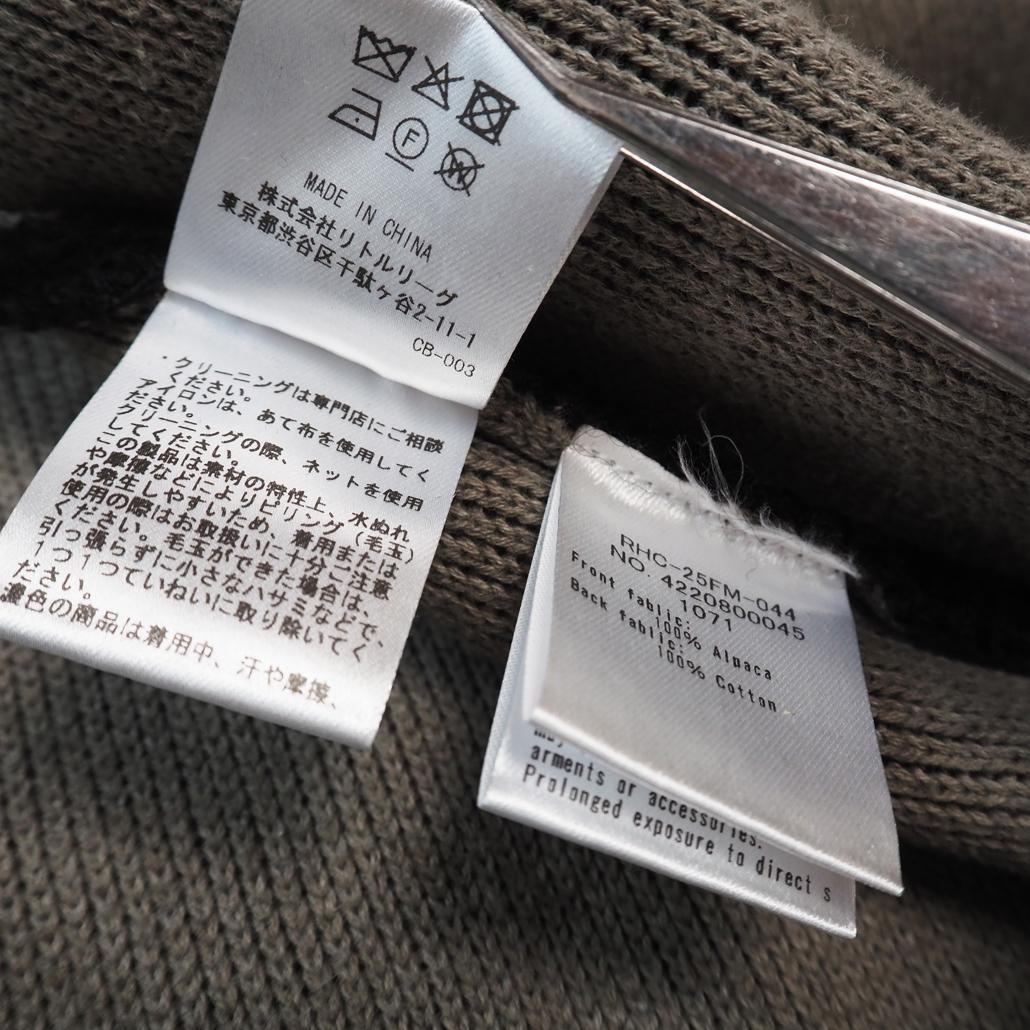 F
W
MADE IN CHINA
株式会社リトルリーグ
東京都渋谷区千駄ヶ谷2-11-1
CB-003
・クリーニングは専門店にご相談
ください。
アイロンは、あて布を使用してく
ださい。
クリーニングの際、ネットを使用
してください。
この製品は素材の特性上、水ぬれ
や摩擦などによりピリング（毛玉）
が発生しやすいため、着用または
使用の際はお取扱いに十分ご注意
ください。毛玉ができた場合は、
引っ張らずに小さなハサミなどで、
1つ1つていねいに取り除いてく
ださい。
濃色の商品は着用中、汗や摩擦、
RHC-25FM-044
NO. 4220800045
1071
Front fablic:
100% Alpaca
Back fablic:
100% Cotton
arments or accessories.
Prolonged exposure to direct s